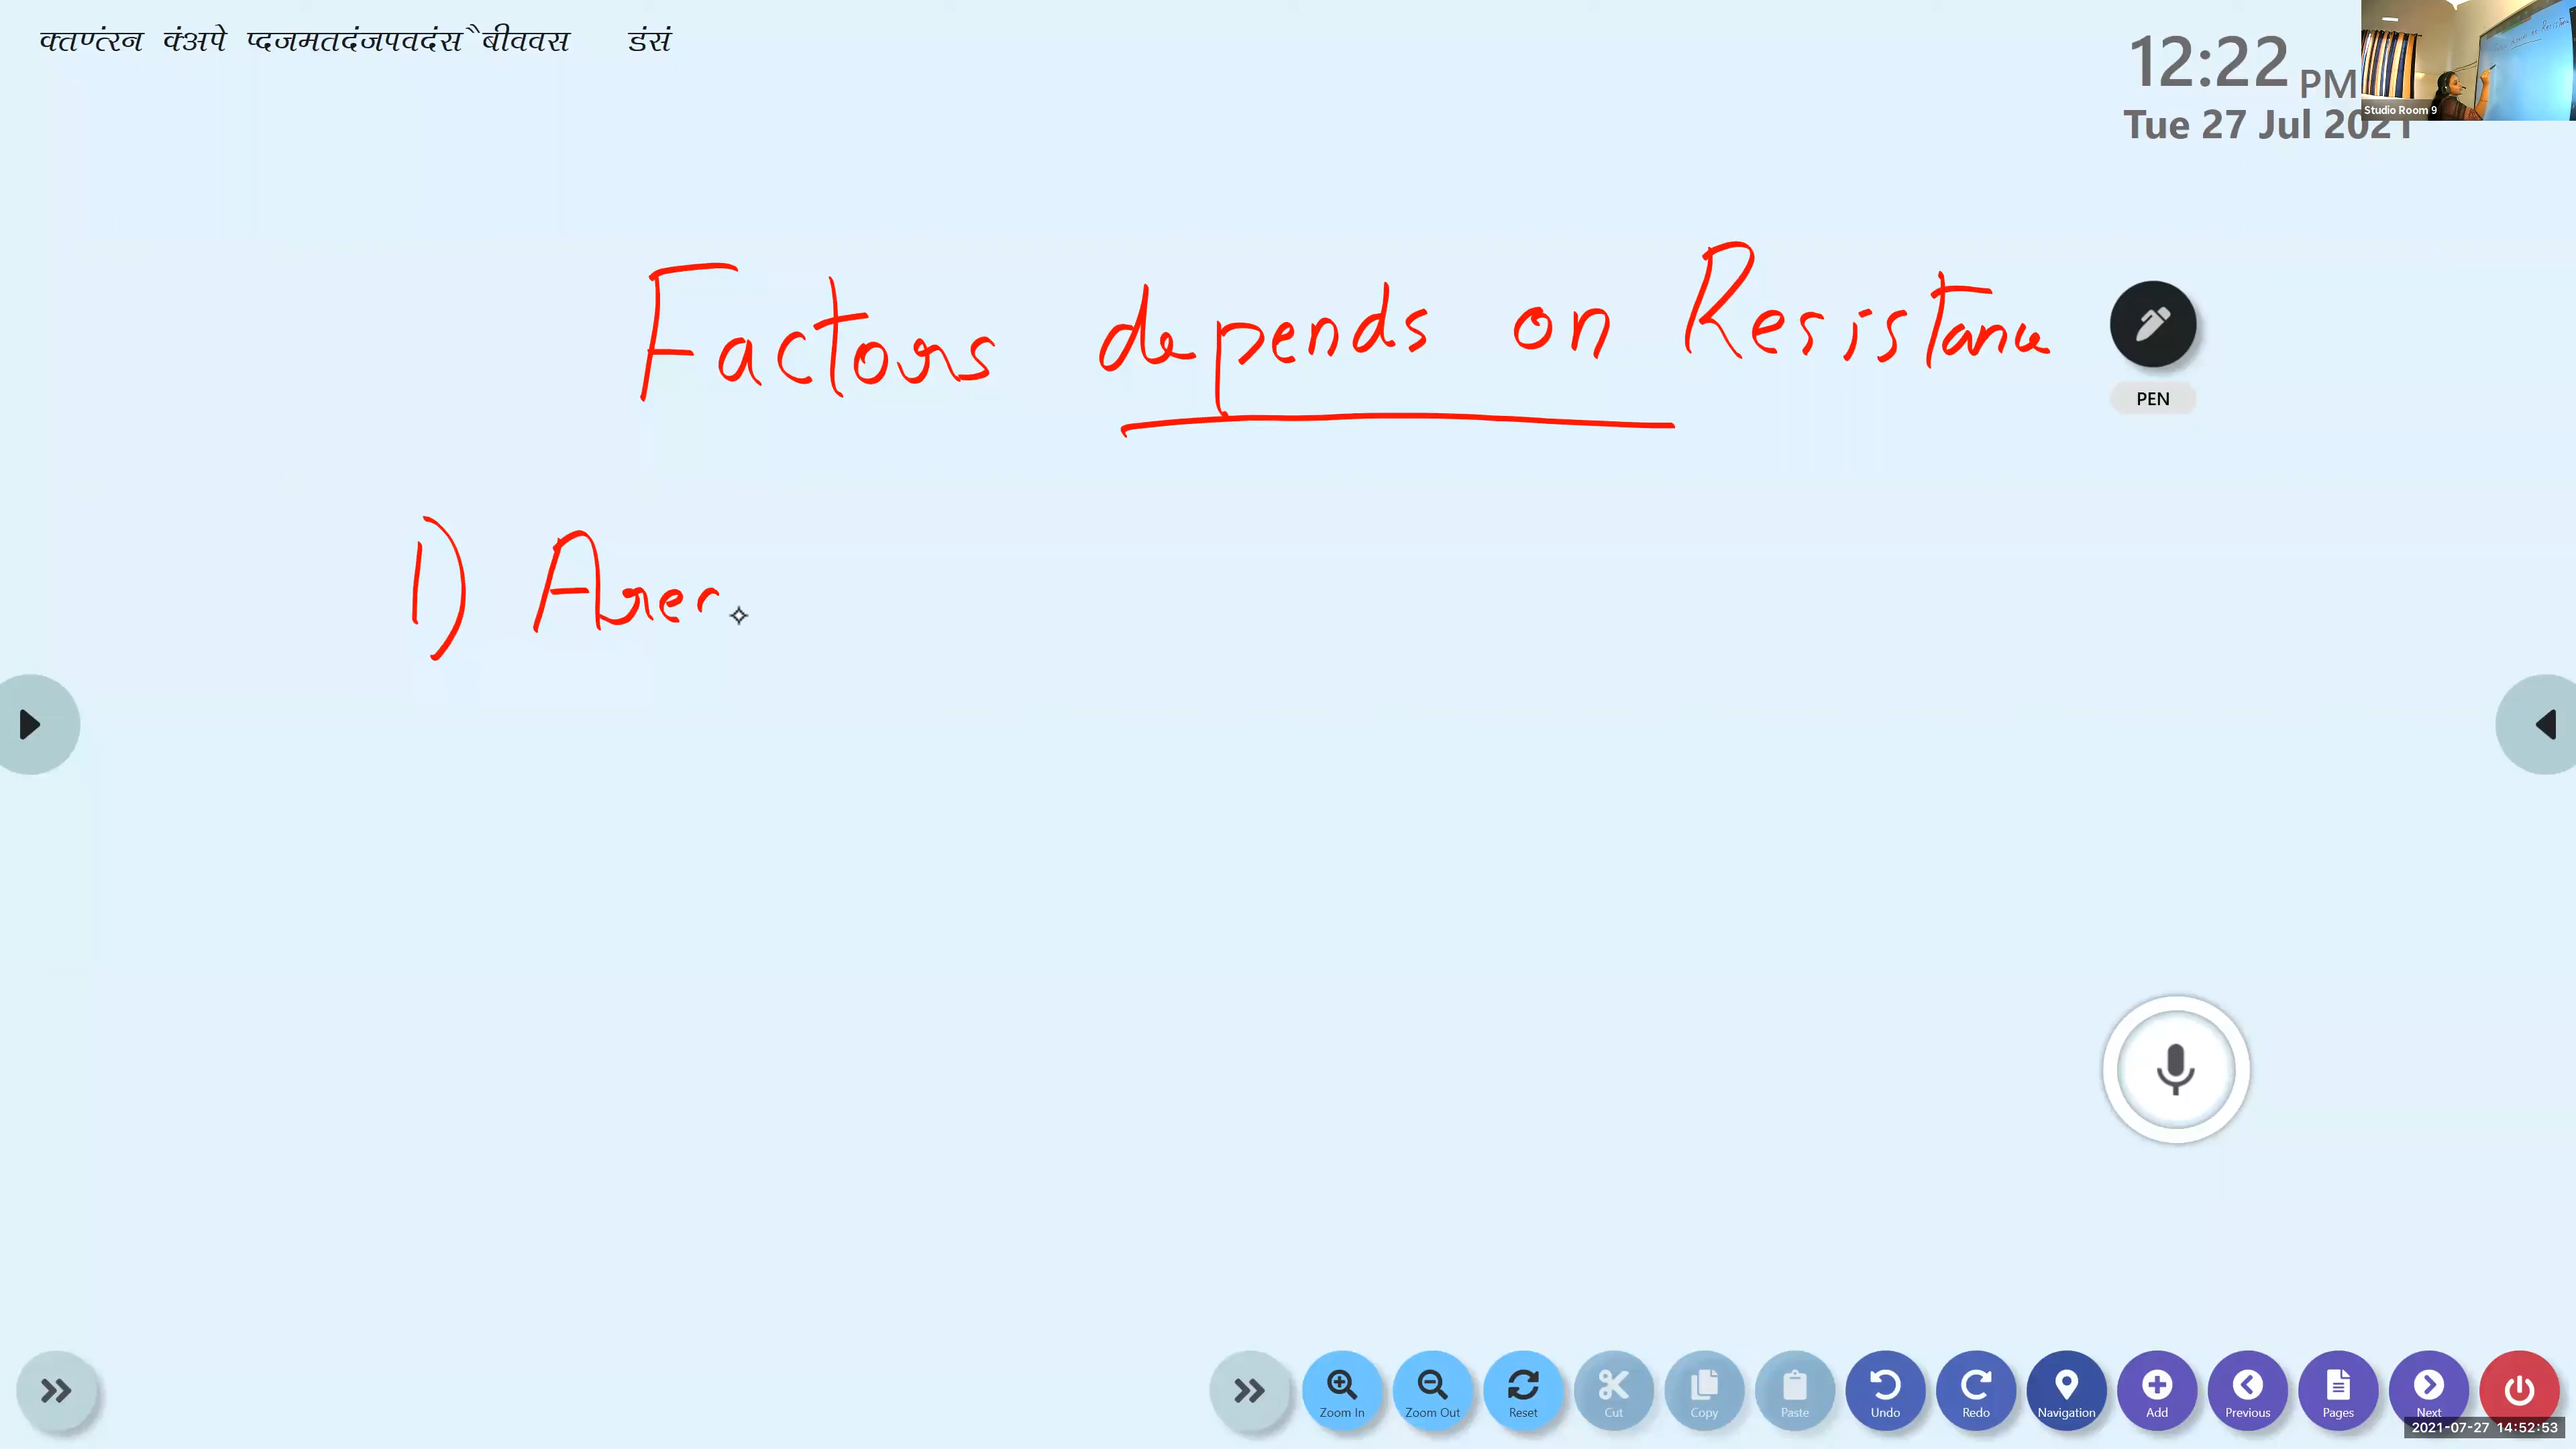 क्तण्तंरन कंअपे प्दजमतदंजपवदंस ैबीववस डंसं
12:22 PM
Tue 27 Jul 2021
Studio Room 9
Factors depends on Resistance
PEN
1) Arer
Zoom In Zoom Out Reset Cut Copy Paste Undo Redo Navigation Add Previous Pages Next
2021-07-27 14:52:53